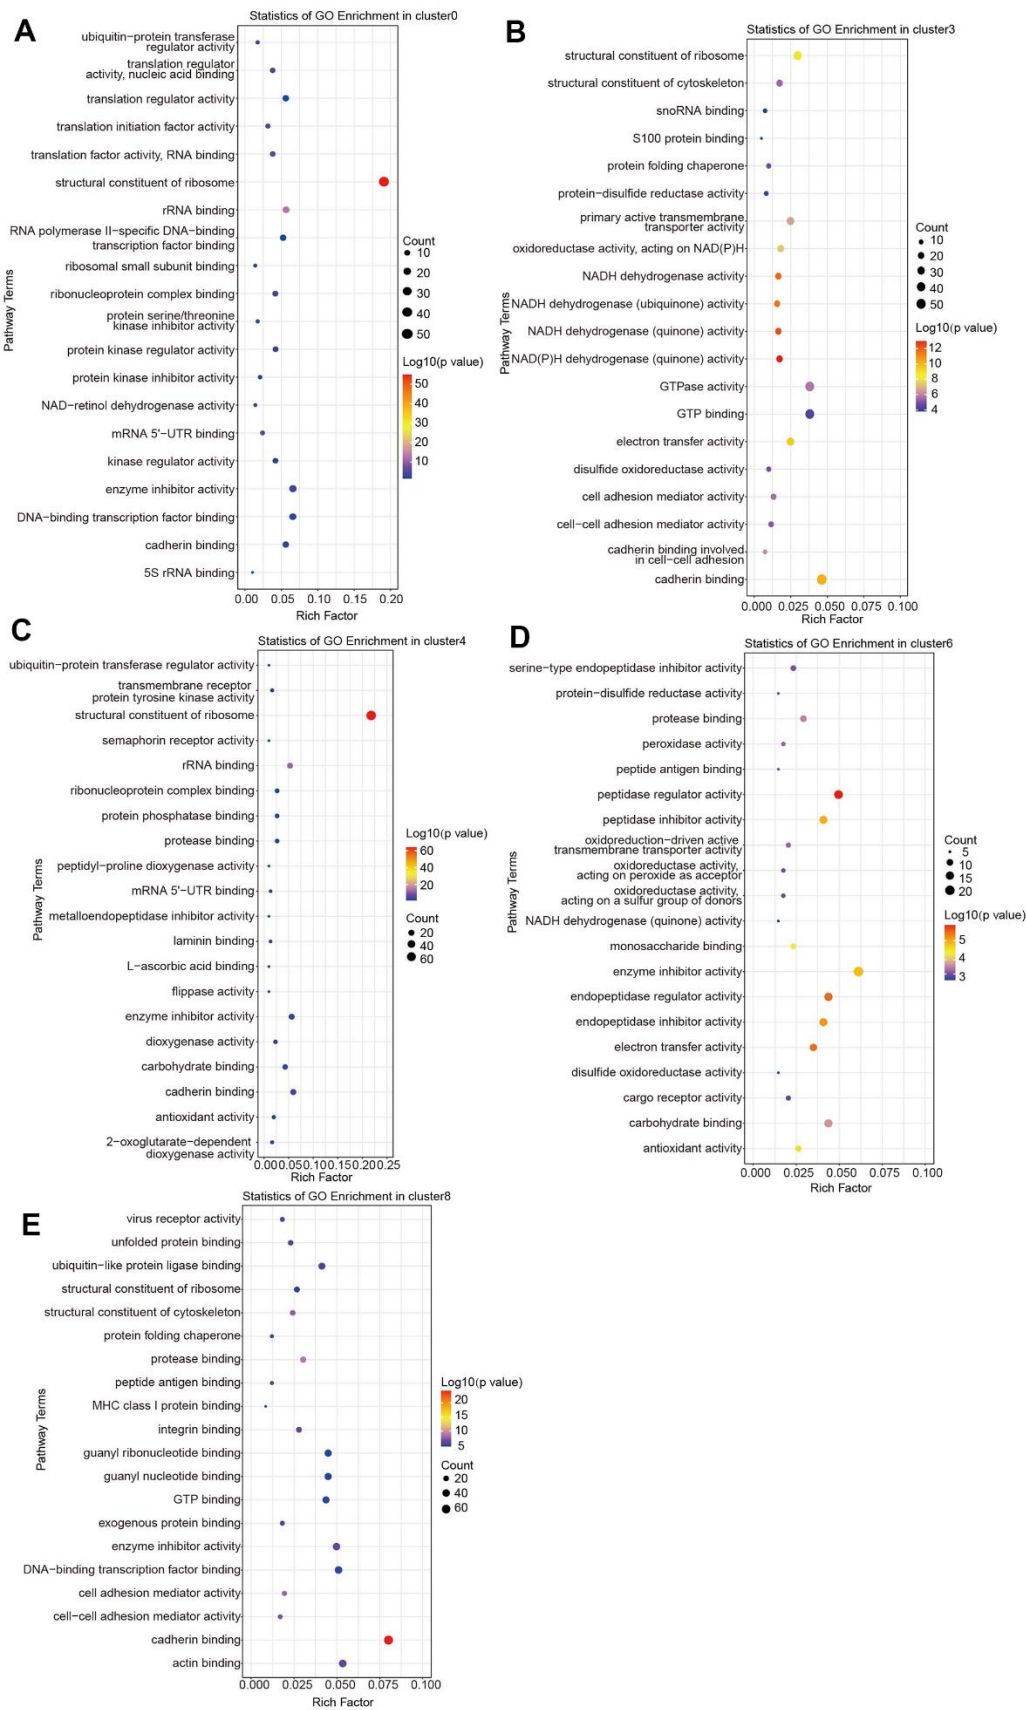 A
Statistics of GO Enrichment in cluster0
ubiquitin−protein transferase
regulator activity
translation regulator
activity, nucleic acid binding
translation regulator activity
translation initiation factor activity
translation factor activity, RNA binding
structural constituent of ribosome
rRNA binding
RNA polymerase II−specific DNA−binding
transcription factor binding
ribosomal small subunit binding
ribonucleoprotein complex binding
protein serine/threonine
kinase inhibitor activity
protein kinase regulator activity
protein kinase inhibitor activity
NAD−retinol dehydrogenase activity
mRNA 5'−UTR binding
kinase regulator activity
enzyme inhibitor activity
DNA−binding transcription factor binding
cadherin binding
5S rRNA binding
Pathway Terms
0.00 0.05 0.10 0.15 0.20
Rich Factor
Count
10
20
30
40
50
Log10(p value)
50
40
30
20
10
B
Statistics of GO Enrichment in cluster3
structural constituent of ribosome
structural constituent of cytoskeleton
snoRNA binding
S100 protein binding
protein folding chaperone
protein−disulfide reductase activity
primary active transmembrane
transporter activity
oxidoreductase activity, acting on NAD(P)H
NADH dehydrogenase activity
NADH dehydrogenase (ubiquinone) activity
NADH dehydrogenase (quinone) activity
NAD(P)H dehydrogenase (quinone) activity
GTPase activity
GTP binding
electron transfer activity
disulfide oxidoreductase activity
cell adhesion mediator activity
cell−cell adhesion mediator activity
cadherin binding involved
in cell−cell adhesion
cadherin binding
Pathway Terms
0.000 0.025 0.050 0.075 0.100
Rich Factor
Count
10
20
30
40
50
Log10(p value)
12
10
8
6
4
C
Statistics of GO Enrichment in cluster4
ubiquitin−protein transferase regulator activity
transmembrane receptor
protein tyrosine kinase activity
structural constituent of ribosome
semaphorin receptor activity
rRNA binding
ribonucleoprotein complex binding
protein phosphatase binding
protease binding
peptidyl−proline dioxygenase activity
mRNA 5'−UTR binding
metalloendopeptidase inhibitor activity
laminin binding
L−ascorbic acid binding
flippase activity
enzyme inhibitor activity
dioxygenase activity
carbohydrate binding
cadherin binding
antioxidant activity
2−oxoglutarate−dependent
dioxygenase activity
Pathway Terms
0.00 0.05 0.10 0.15 0.20 0.25
Rich Factor
Log10(p value)
60
40
20
Count
20
40
60
D
Statistics of GO Enrichment in cluster6
serine−type endopeptidase inhibitor activity
protein−disulfide reductase activity
protease binding
peroxidase activity
peptide antigen binding
peptidase regulator activity
peptidase inhibitor activity
oxidoreduction−driven active
transmembrane transporter activity
oxidoreductase activity,
acting on peroxide as acceptor
oxidoreductase activity,
acting on a sulfur group of donors
NADH dehydrogenase (quinone) activity
monosaccharide binding
enzyme inhibitor activity
endopeptidase regulator activity
endopeptidase inhibitor activity
electron transfer activity
disulfide oxidoreductase activity
cargo receptor activity
carbohydrate binding
antioxidant activity
Pathway Terms
0.000 0.025 0.050 0.075 0.100
Rich Factor
Count
5
10
15
20
Log10(p value)
5
4
3
E
Statistics of GO Enrichment in cluster8
virus receptor activity
unfolded protein binding
ubiquitin−like protein ligase binding
structural constituent of ribosome
structural constituent of cytoskeleton
protein folding chaperone
protease binding
peptide antigen binding
MHC class I protein binding
integrin binding
guanyl ribonucleotide binding
guanyl nucleotide binding
GTP binding
exogenous protein binding
enzyme inhibitor activity
DNA−binding transcription factor binding
cell adhesion mediator activity
cell−cell adhesion mediator activity
cadherin binding
actin binding
Pathway Terms
0.000 0.025 0.050 0.075 0.100
Rich Factor
Log10(p value)
20
15
10
5
Count
20
40
60